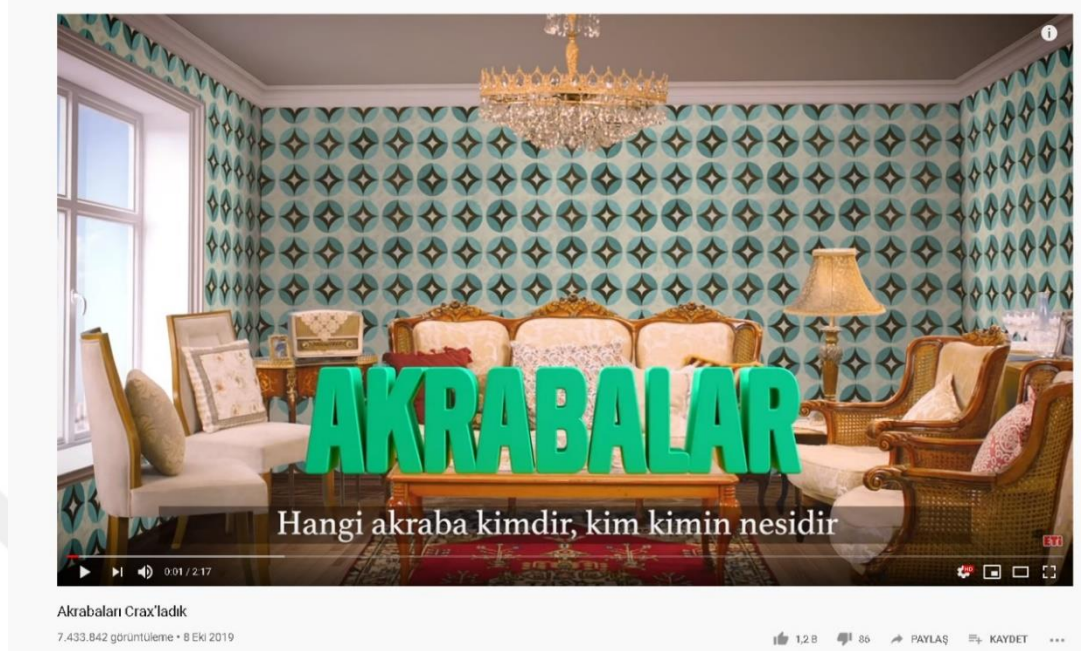 AKRABALAR
Hangi akraba kimdir, kim kimin nesidir
ETİ
0:01 / 2:17
HD
Akrabaları Crax'ladık
7.433.842 görüntüleme • 8 Eki 2019
1,2 B 86 PAYLAŞ KAYDET